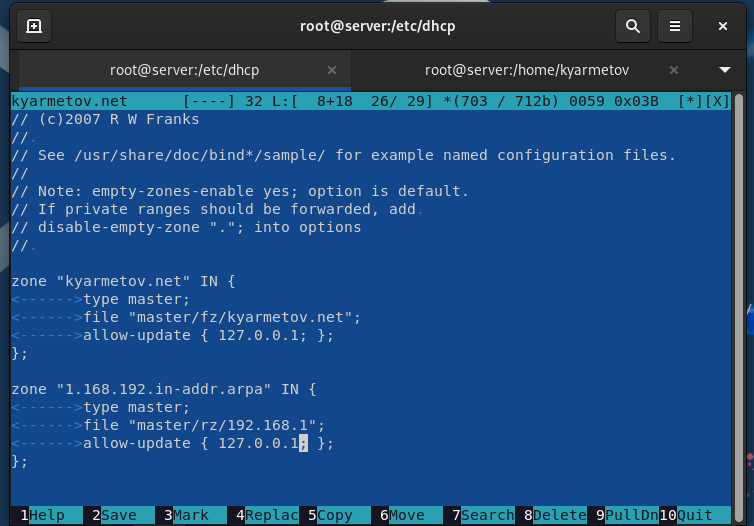 root@server:/etc/dhcp
root@server:/etc/dhcp × root@server:/home/kyarmetov ×
kyarmetov.net [----] 32 L:[ 8+18 26/ 29] *(703 / 712b) 0059 0x03B [*][X]
// (c)2007 R W Franks
//.
// See /usr/share/doc/bind*/sample/ for example named configuration files.
//
// Note: empty-zones-enable yes; option is default.
// If private ranges should be forwarded, add.
// disable-empty-zone "."; into options
//.
zone "kyarmetov.net" IN {
<------>type master;
<------>file "master/fz/kyarmetov.net";
<------>allow-update { 127.0.0.1; };
};
zone "1.168.192.in-addr.arpa" IN {
<------>type master;
<------>file "master/rz/192.168.1";
<------>allow-update { 127.0.0.1; };
};
1Help 2Save 3Mark 4Replac 5Copy 6Move 7Search 8Delete 9PullDn 10Quit